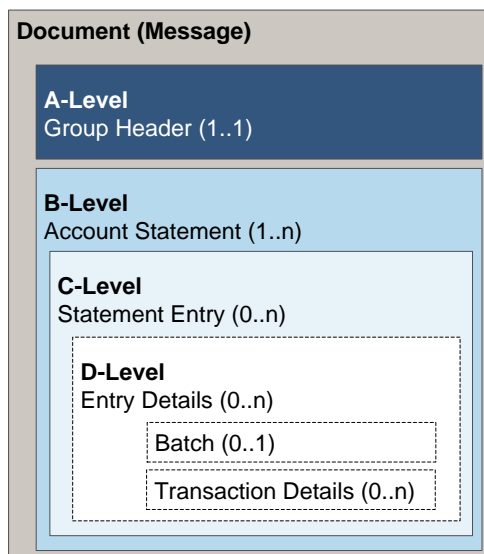 Document (Message)
A-Level
Group Header (1..1)
B-Level
Account Statement (1..n)
C-Level
Statement Entry (0..n)
D-Level
Entry Details (0..n)
Batch (0..1)
Transaction Details (0..n)